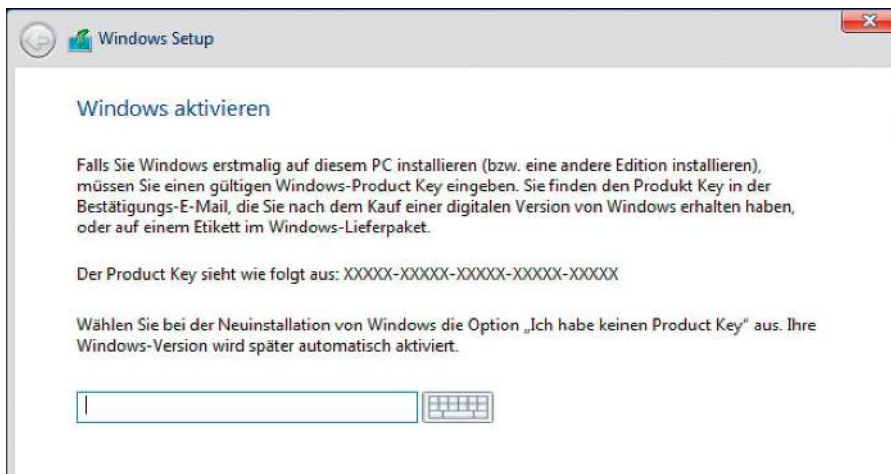 Windows Setup
Windows aktivieren
Falls Sie Windows erstmalig auf diesem PC installieren (bzw. eine andere Edition installieren),
müssen Sie einen gültigen Windows-Product Key eingeben. Sie finden den Produkt Key in der
Bestätigungs-E-Mail, die Sie nach dem Kauf einer digitalen Version von Windows erhalten haben,
oder auf einem Etikett im Windows-Lieferpaket.
Der Product Key sieht wie folgt aus: XXXXX-XXXXX-XXXXX-XXXXX-XXXXX
Wählen Sie bei der Neuinstallation von Windows die Option „Ich habe keinen Product Key" aus. Ihre
Windows-Version wird später automatisch aktiviert.